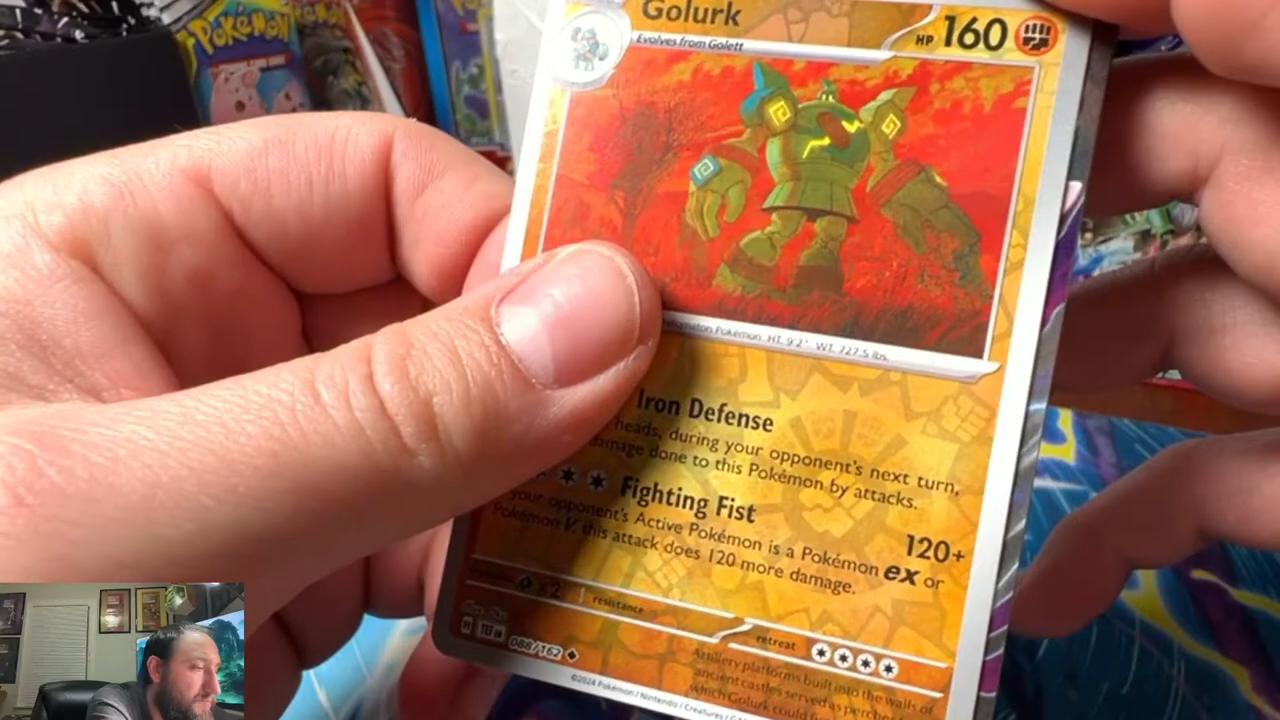 Pokémon
Golurk
HP 160
Evolves from Golett
Pokémon HT. 9'2" WT. 727.5 lbs.
Iron Defense
heads, during your opponent's next turn,
damage done to this Pokémon by attacks.
Fighting Fist 120+
your opponent's Active Pokémon is a Pokémon ex or
Pokémon V, this attack does 120 more damage.
x2 resistance
retreat
H TEF EN 088/162
Artillery platforms built into the walls of
ancient castles served as perches
which Golurk could
©2024 Pokémon / Nintendo / Creatures /